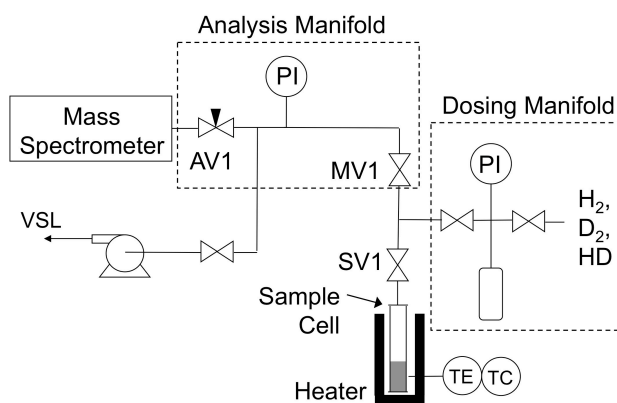 Analysis Manifold
PI
Mass
Spectrometer
AV1
MV1
Dosing Manifold
PI
H₂,
D₂,
HD
VSL
SV1
Sample
Cell
Heater
TE
TC